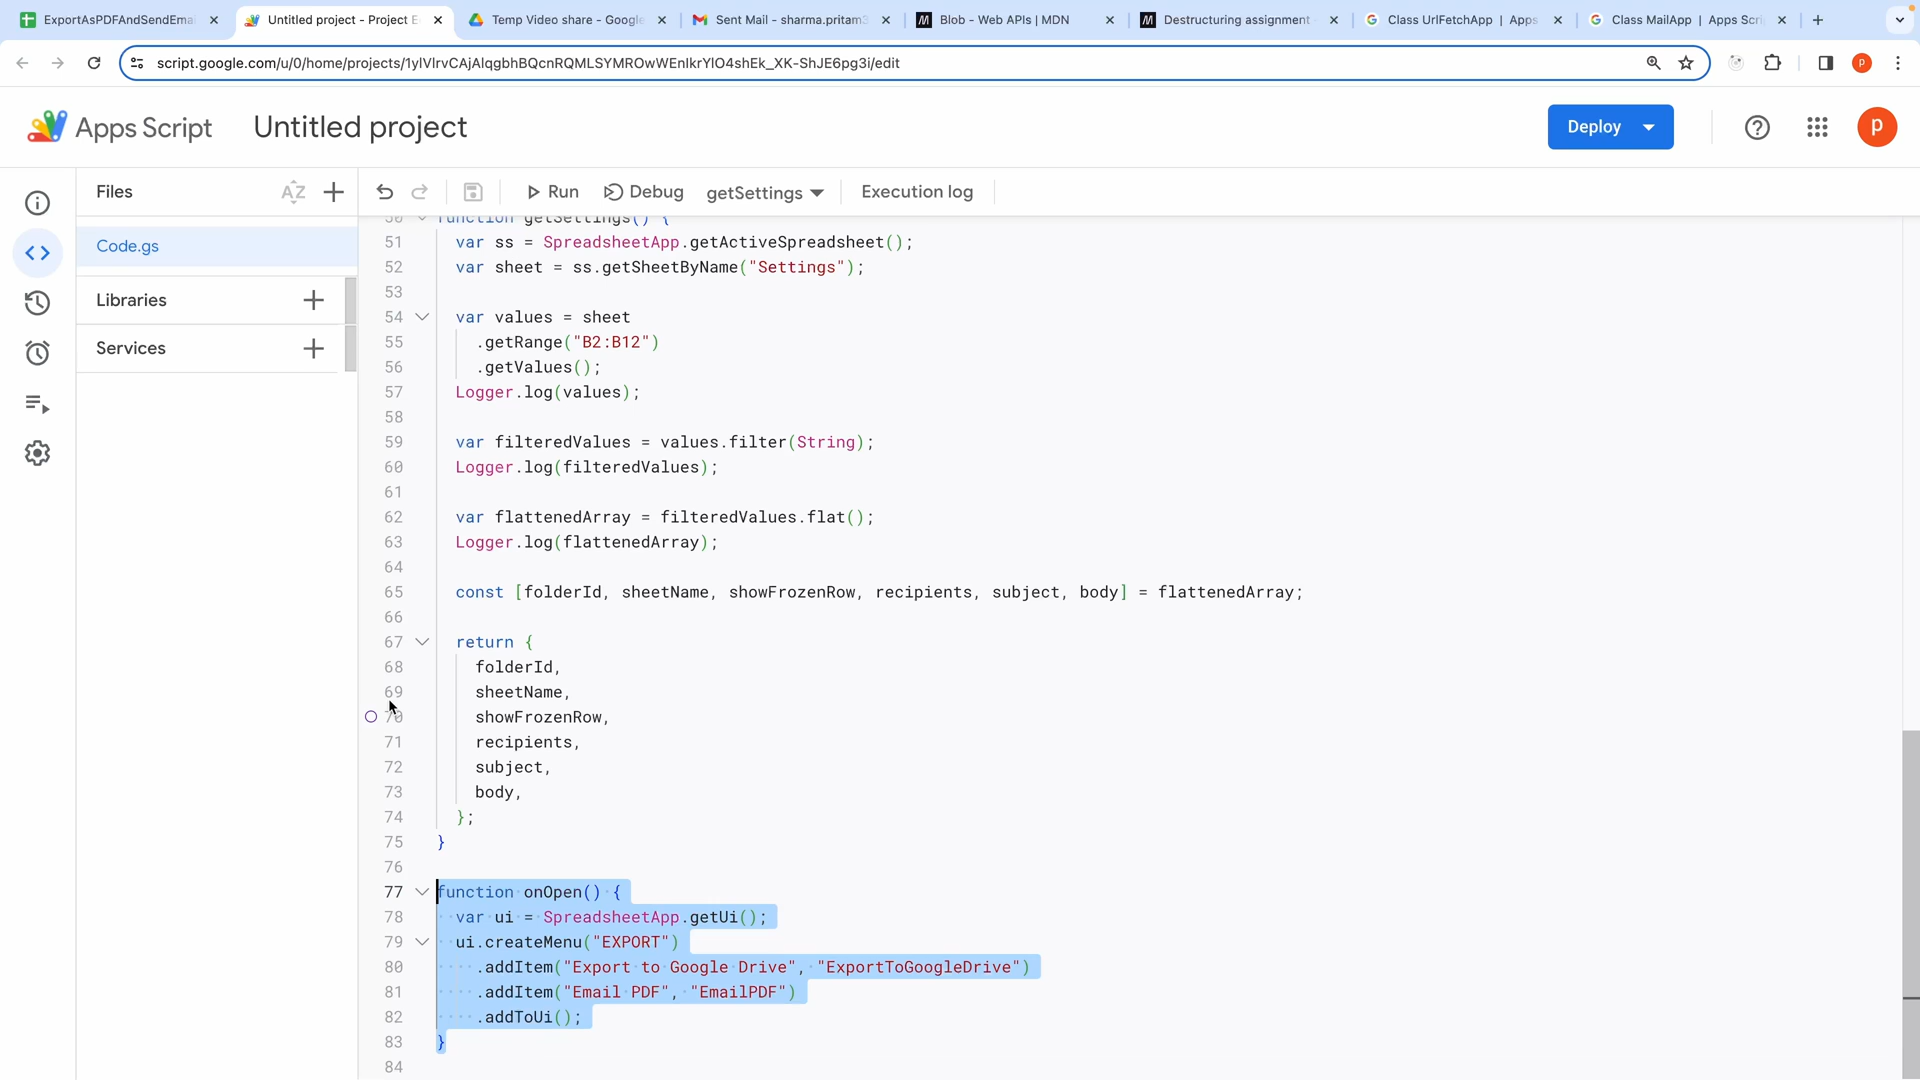 ExportAsPDFAndSendEma
Untitled project - Project E
Temp Video share - Google
Sent Mail - sharma.pritam3
Blob - Web APIs | MDN
Destructuring assignment
Class UrlFetchApp | Apps
Class MailApp | Apps Scri
script.google.com/u/0/home/projects/
Apps Script
Untitled project
Deploy
p
Files
Run
Debug
getSettings
Execution log
Code.gs
Libraries
Services
50 function getSettings() {
51 var ss = SpreadsheetApp.getActiveSpreadsheet();
52 var sheet = ss.getSheetByName("Settings");
53
54 var values = sheet
55 .getRange("B2:B12")
56 .getValues();
57 Logger.log(values);
58
59 var filteredValues = values.filter(String);
60 Logger.log(filteredValues);
61
62 var flattenedArray = filteredValues.flat();
63 Logger.log(flattenedArray);
64
65 const [folderId, sheetName, showFrozenRow, recipients, subject, body] = flattenedArray;
66
67 return {
68 folderId,
69 sheetName,
70 showFrozenRow,
71 recipients,
72 subject,
73 body,
74 };
75 }
76
77 function onOpen() {
78 var ui = SpreadsheetApp.getUi();
79 ui.createMenu("EXPORT")
80 .addItem("Export to Google Drive", "ExportToGoogleDrive")
81 .addItem("Email PDF", "EmailPDF")
82 .addToUi();
83 }
84